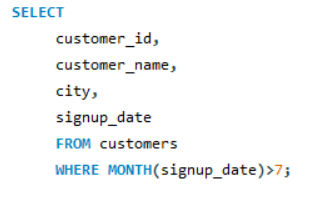 SELECT
customer_id,
customer_name,
city,
signup_date
FROM customers
WHERE MONTH(signup_date)>7;